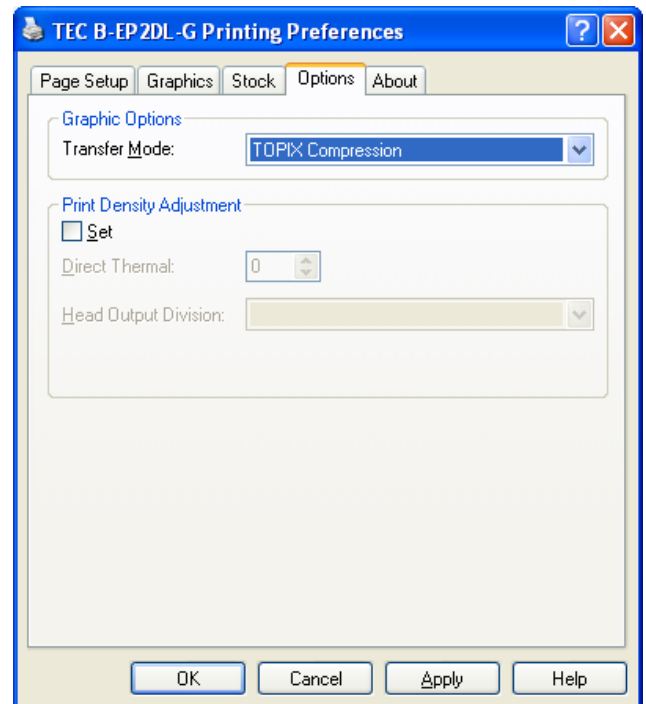 TEC B-EP2DL-G Printing Preferences
Page Setup Graphics Stock Options About
Graphic Options
Transfer Mode: TOPIX Compression
Print Density Adjustment
Set
Direct Thermal: 0
Head Output Division:
OK Cancel Apply Help